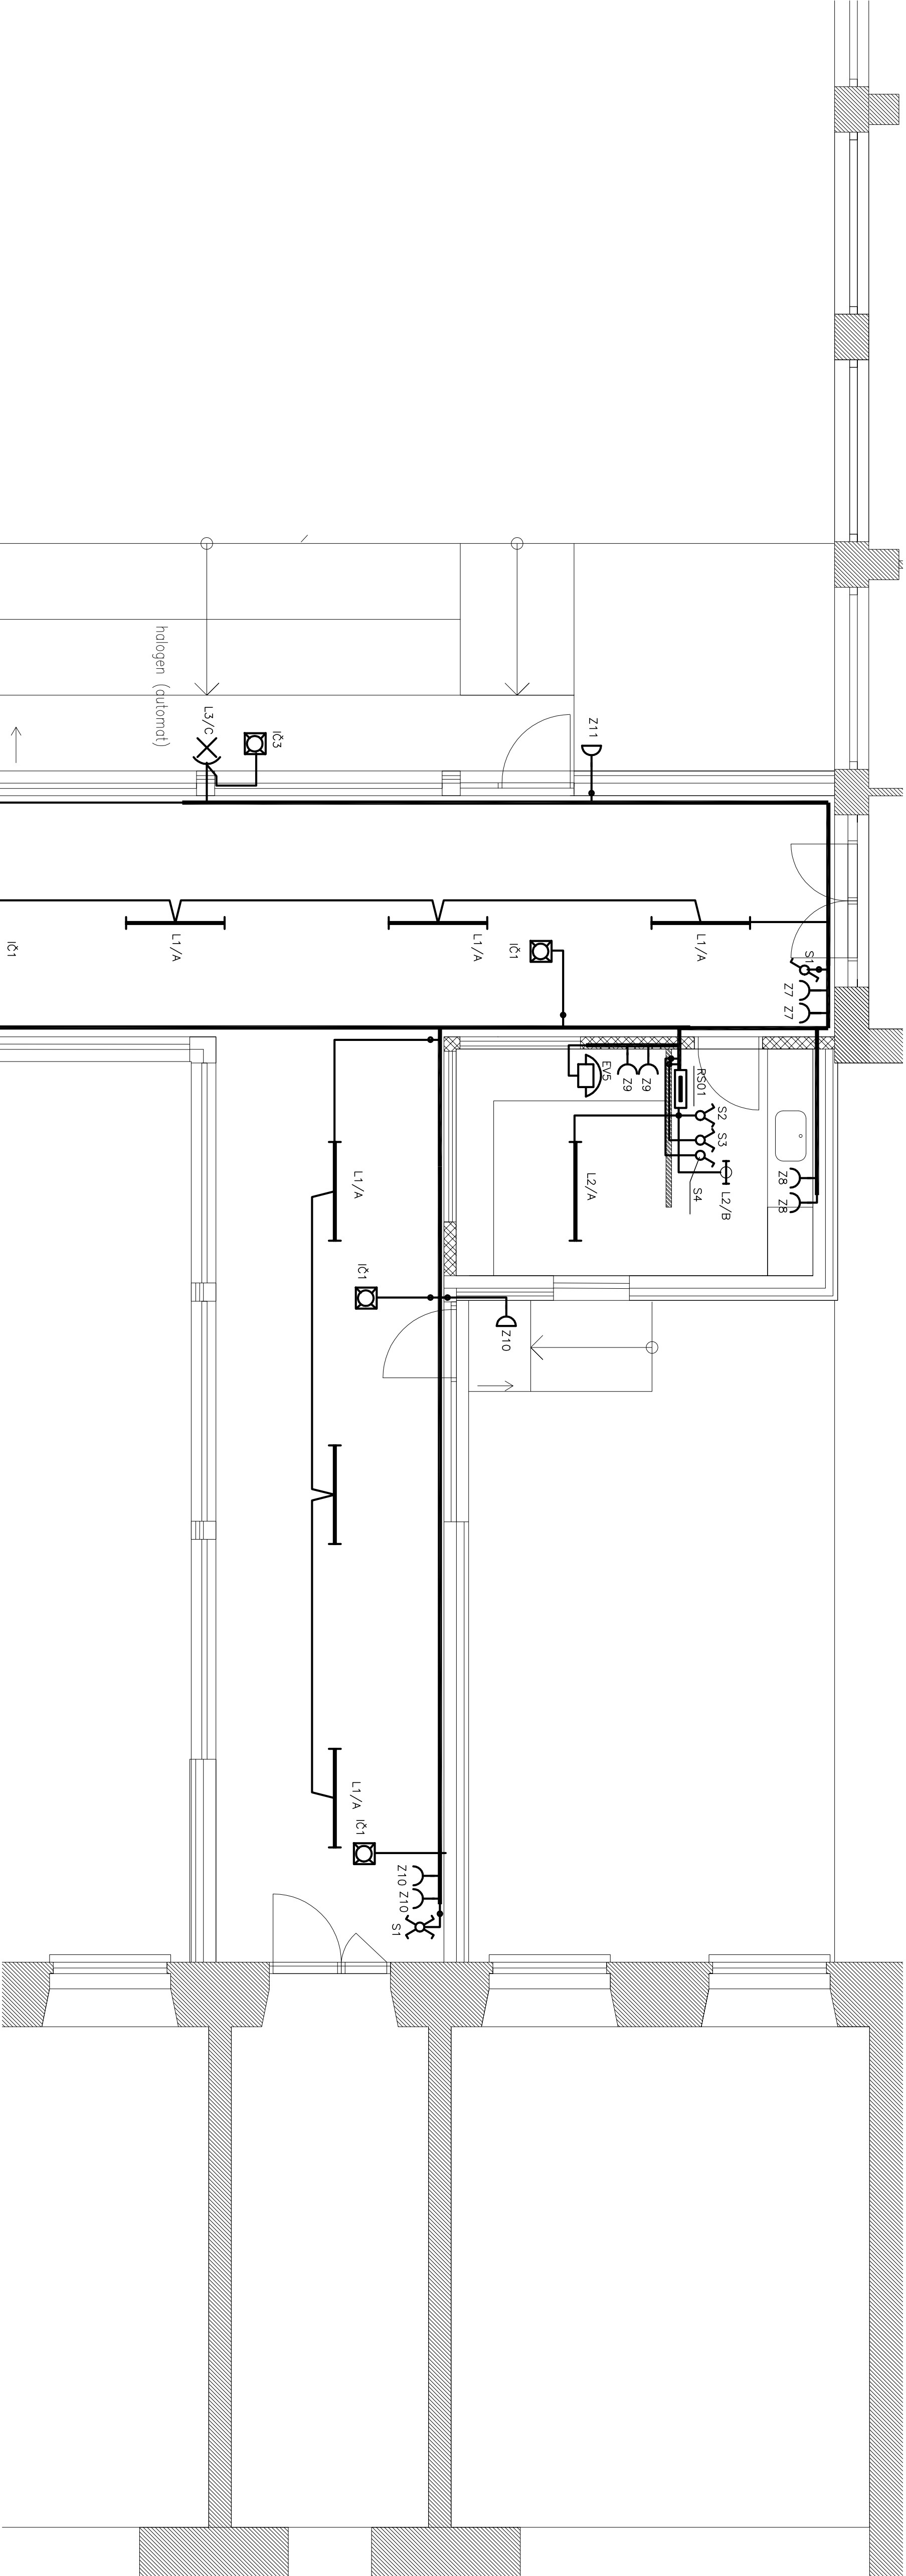 halogen (automat)
L3/C
IČ3
Z11
L1/A
L1/A
L1/A
IČ1
IČ1
S1
Z7
Z7
EV5
Z9
Z9
RS01
S2
S3
S4
L2/B
L2/A
Z8
Z8
L1/A
IČ1
Z10
L1/A
IČ1
Z10
Z10
S1